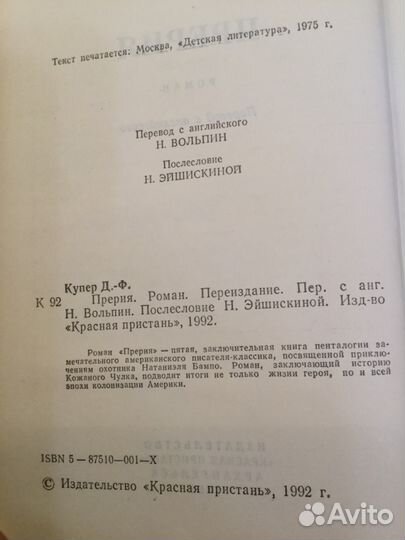 Текст печатается: Москва, «Детская литература», 1975 г.
Перевод с английского
Н. ВОЛЬПИН
Послесловие
Н. ЭЙШИСКИНОЙ
Купер Д.-Ф.
К 92 Прерия. Роман. Переиздание. Пер. с анг.
Н. Вольпин. Послесловие Н. Эйшискиной. Изд-во
«Красная пристань», 1992.
Роман «Прерия» — пятая, заключительная книга пенталогии за-
мечательного американского писателя-классика, посвященной приклю-
чениям охотника Натаниэля Бампо. Роман, заключающий историю
Кожаного Чулка, подводит итоги не только жизни героя, но и всей
эпохи колонизации Америки.
ISBN 5—87510—001—X
© Издательство «Красная пристань», 1992 г.
Avito